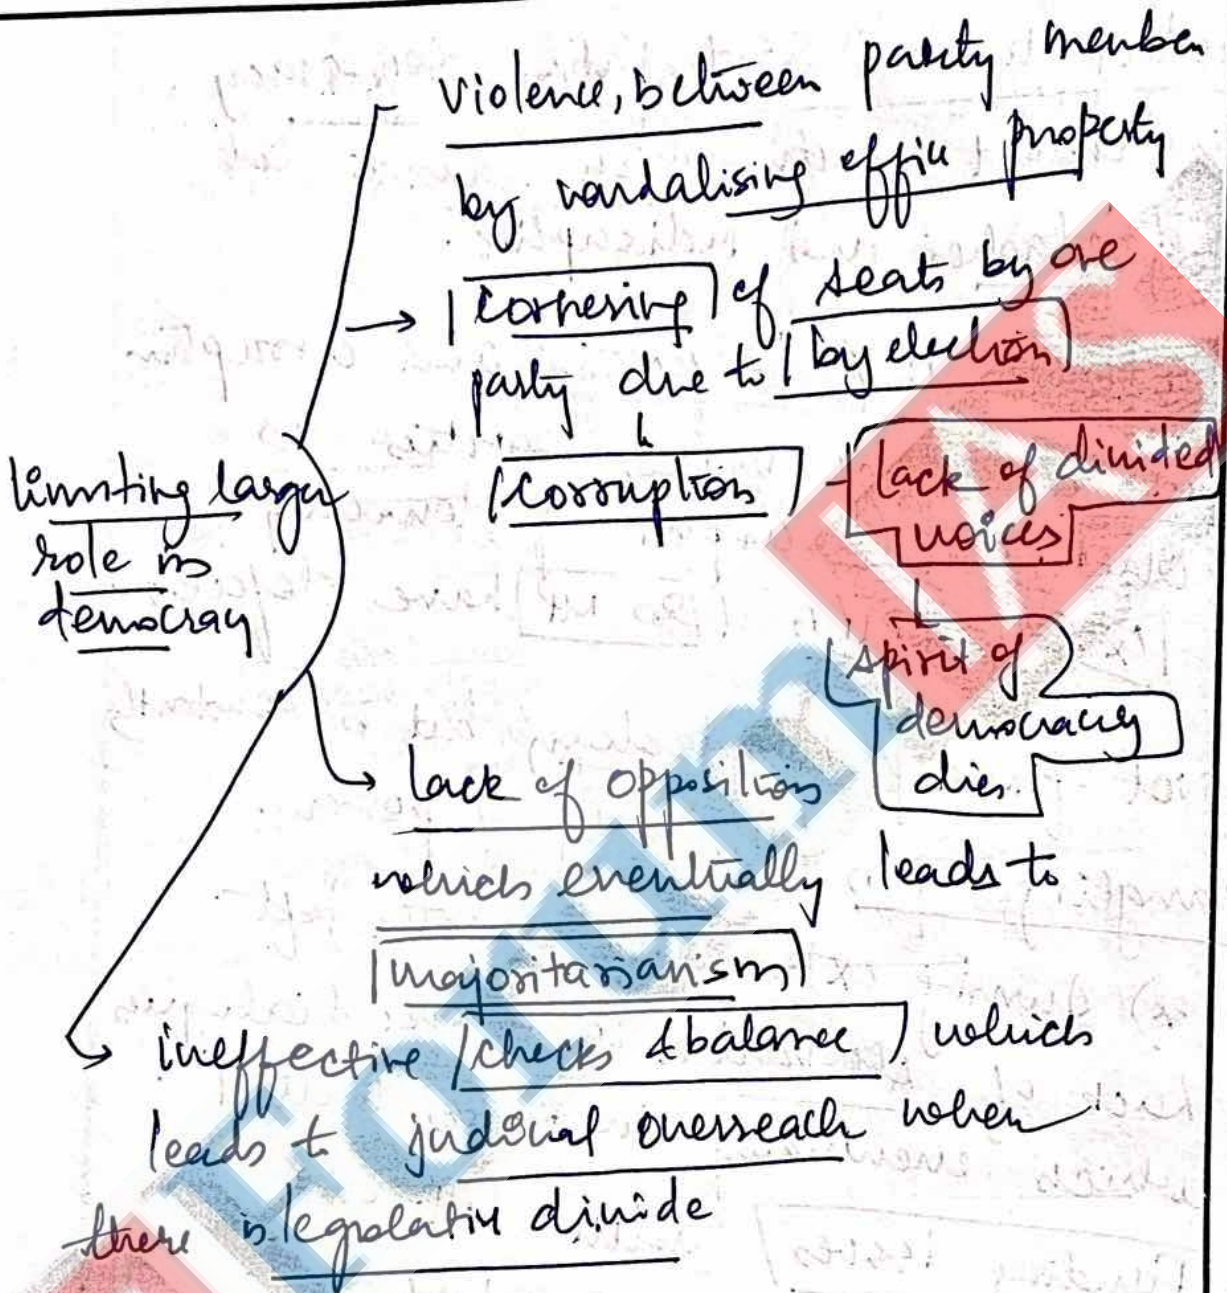 violence, between party member
by vandalising office property
cornering of seats by one
party due to by election
corruption - lack of divided
voices
spirit of
democracy
dies.
limiting larger
role in
democracy
lack of opposition
which eventually leads to
majoritarianism
ineffective checks & balance which
leads to judicial overreach when
there is legislative divide
Forum IAS